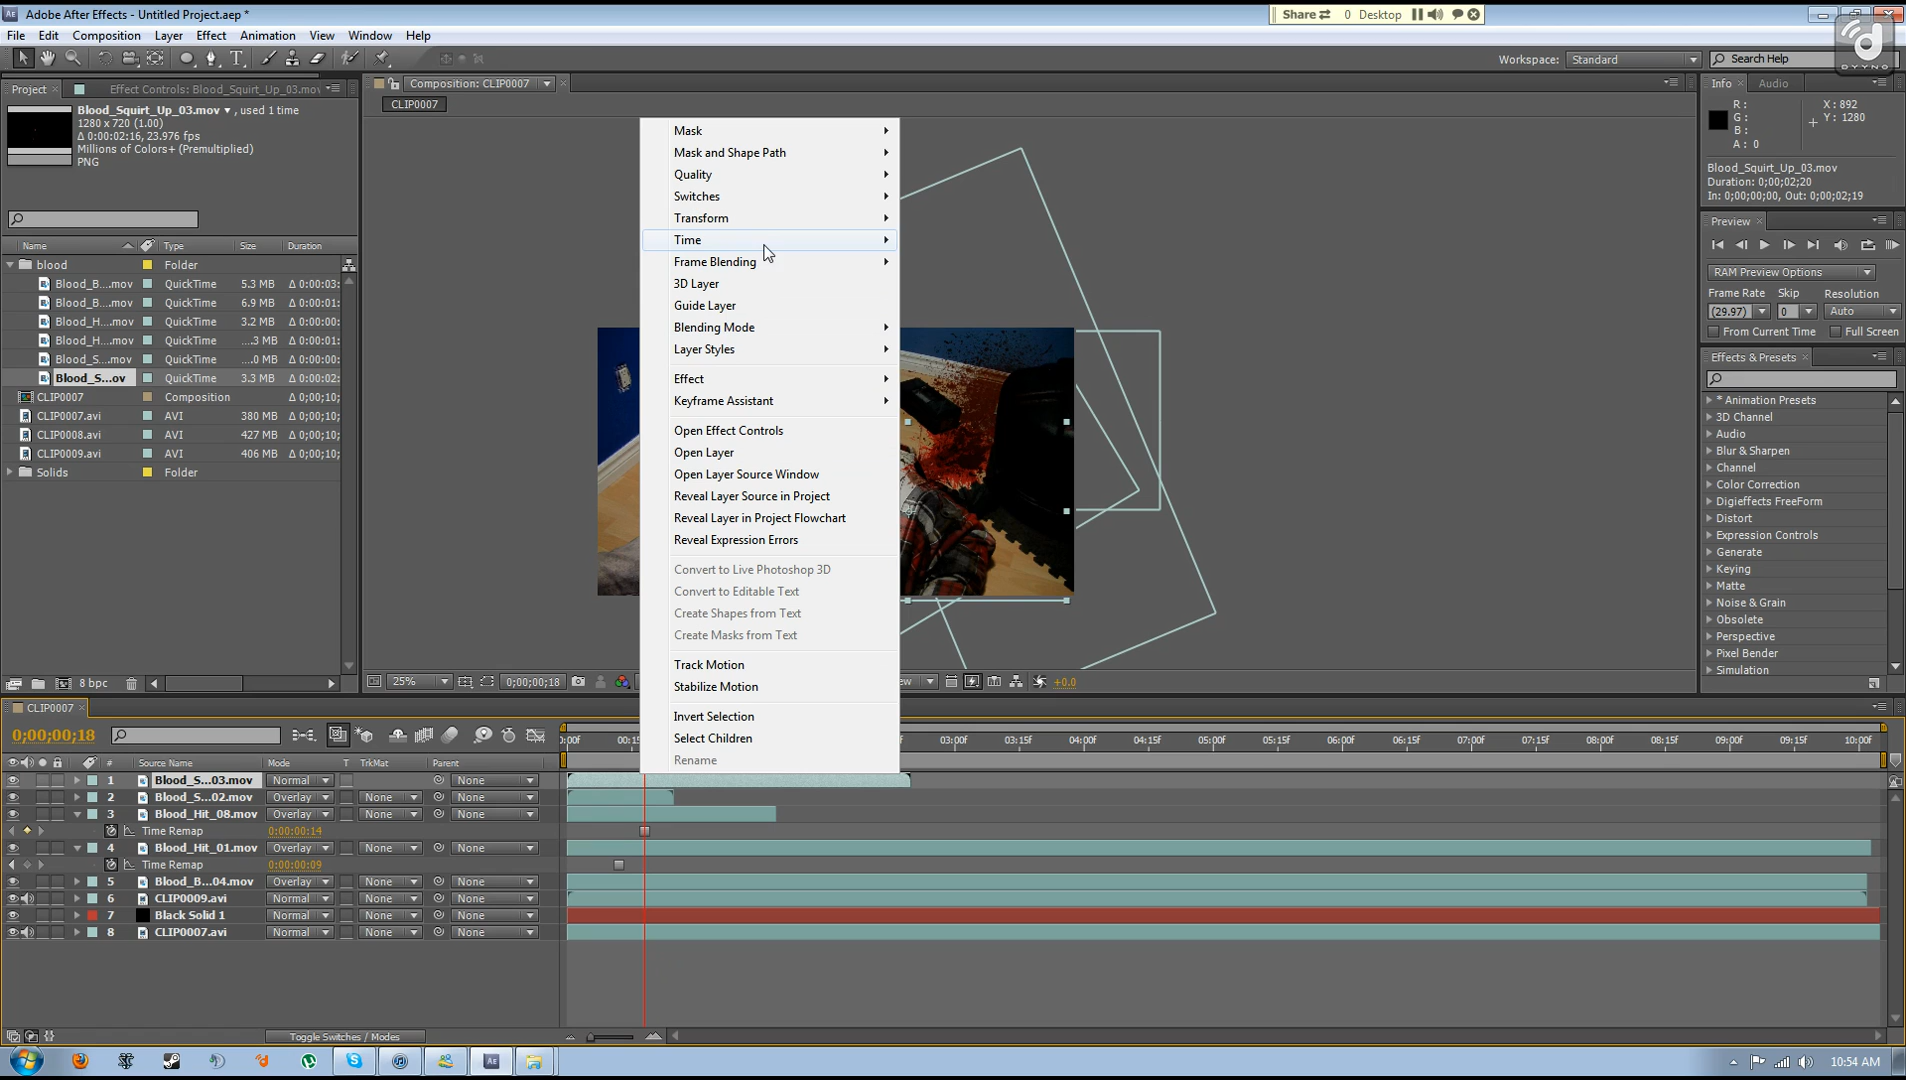 Adobe After Effects - Untitled Project.aep *
Share 0 Desktop
File Edit Composition Layer Effect Animation View Window Help
Workspace: Standard Search Help
DYYNO
Project Effect Controls: Blood_Squirt_Up_03.mov
Composition: CLIP0007
Info Audio
CLIP0007
Blood_Squirt_Up_03.mov ▼, used 1 time
1280 x 720 (1.00)
Δ 0:00:02:16, 23.976 fps
Millions of Colors+ (Premultiplied)
PNG
R :
G :
B :
A : 0
X : 892
Y : 1280
Blood_Squirt_Up_03.mov
Duration: 0;00;02;20
In: 0;00;00;00, Out: 0;00;02;19
Preview
RAM Preview Options
Frame Rate Skip Resolution
(29.97) 0 Auto
From Current Time Full Screen
Effects & Presets
* Animation Presets
3D Channel
Audio
Blur & Sharpen
Channel
Color Correction
Digieffects FreeForm
Distort
Expression Controls
Generate
Keying
Matte
Noise & Grain
Obsolete
Perspective
Pixel Bender
Simulation
Name Type Size Duration
blood Folder
Blood_B....mov QuickTime 5.3 MB Δ 0:00:03:
Blood_B....mov QuickTime 6.9 MB Δ 0:00:01:
Blood_H....mov QuickTime 3.2 MB Δ 0:00:00:
Blood_H....mov QuickTime ....3 MB Δ 0:00:01:
Blood_S....mov QuickTime ....0 MB Δ 0:00:00:
Blood_S...ov QuickTime 3.3 MB Δ 0:00:02:
CLIP0007 Composition Δ 0;00;10;
CLIP0007.avi AVI 380 MB Δ 0;00;10;
CLIP0008.avi AVI 427 MB Δ 0;00;10;
CLIP0009.avi AVI 406 MB Δ 0;00;10;
Solids Folder
8 bpc
Mask
Mask and Shape Path
Quality
Switches
Transform
Time
Frame Blending
3D Layer
Guide Layer
Blending Mode
Layer Styles
Effect
Keyframe Assistant
Open Effect Controls
Open Layer
Open Layer Source Window
Reveal Layer Source in Project
Reveal Layer in Project Flowchart
Reveal Expression Errors
Convert to Live Photoshop 3D
Convert to Editable Text
Create Shapes from Text
Create Masks from Text
Track Motion
Stabilize Motion
Invert Selection
Select Children
Rename
25% 0;00;00;18 ew +0.0
CLIP0007
0;00;00;18
:00f 00:15 03:00f 03:15f 04:00f 04:15f 05:00f 05:15f 06:00f 06:15f 07:00f 07:15f 08:00f 08:15f 09:00f 09:15f 10:00f
# Source Name Mode T TrkMat Parent
1 Blood_S...03.mov Normal None
2 Blood_S...02.mov Overlay None None
3 Blood_Hit_08.mov Overlay None None
Time Remap 0:00:00:14
4 Blood_Hit_01.mov Overlay None None
Time Remap 0:00:00:09
5 Blood_B...04.mov Overlay None None
6 CLIP0009.avi Normal None None
7 Black Solid 1 Normal None None
8 CLIP0007.avi Normal None None
Toggle Switches / Modes
10:54 AM